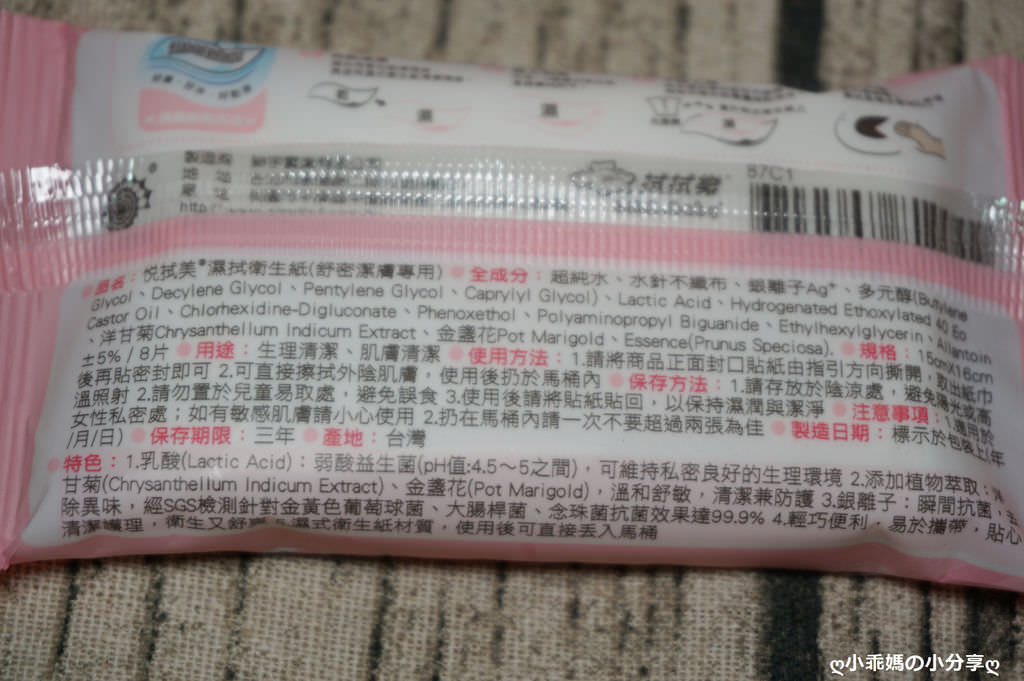 拭拭樂
87C1
品名：悅拭美®濕拭衛生紙(舒密潔膚專用) 全成分：超純水、水針不織布、銀離子Ag⁺、多元醇(Butylene
Glycol、Decylene Glycol、Pentylene Glycol、Caprylyl Glycol)、Lactic Acid、Hydrogenated Ethoxylated 40 Eo
Castor Oil、Chlorhexidine-Digluconate、Phenoxethol、Polyaminopropyl Biguanide、Ethylhexylglycerin、Allantoin
、洋甘菊Chrysanthellum Indicum Extract、金盞花Pot Marigold、Essence(Prunus Speciosa). 規格：15cmX16cm
±5% / 8片 用途：生理清潔、肌膚清潔 使用方法：1.請將商品正面封口貼紙由指引方向撕開，取出紙巾
後再貼密封即可 2.可直接擦拭外陰肌膚，使用後扔於馬桶內 保存方法：1.請存放於陰涼處，避免陽光或高
溫照射 2.請勿置於兒童易取處，避免誤食 3.使用後請將貼紙貼回，以保持濕潤與潔淨 注意事項：1.適用於
女性私密處；如有敏感肌膚請小心使用 2.扔在馬桶內請一次不要超過兩張為佳 製造日期：標示於包裝上(年
/月/日) 保存期限：三年 產地：台灣
特色：1.乳酸(Lactic Acid)：弱酸益生菌(pH值:4.5～5之間)，可維持私密良好的生理環境 2.添加植物萃取：洋
甘菊(Chrysanthellum Indicum Extract)、金盞花(Pot Marigold)，溫和舒敏，清潔兼防護 3.銀離子：瞬間抗菌，去
除異味，經SGS檢測針對金黃色葡萄球菌、大腸桿菌、念珠菌抗菌效果達99.9% 4.輕巧便利，易於攜帶，貼心
清潔護理，衛生又舒 濕式衛生紙材質，使用後可直接丟入馬桶
ღ小乖媽の小分享ღ